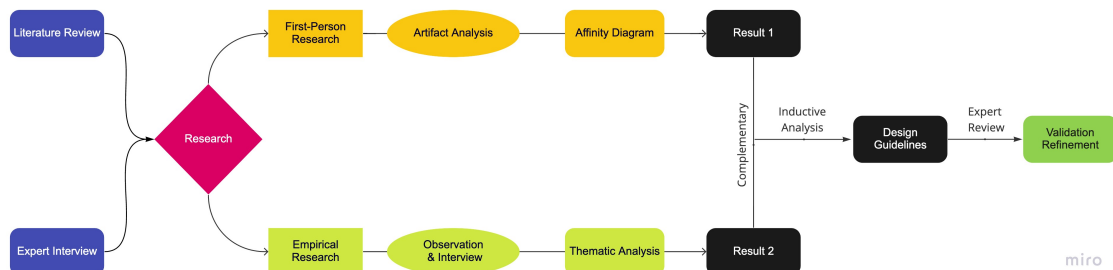 Literature Review
First-Person
Research
Artifact Analysis
Affinity Diagram
Result 1
Research
Complementary
Inductive
Analysis
Design
Guidelines
Expert
Review
Validation
Refinement
Expert Interview
Empirical
Research
Observation
& Interview
Thematic Analysis
Result 2
miro